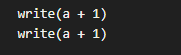 write(a + 1)
write(a + 1)